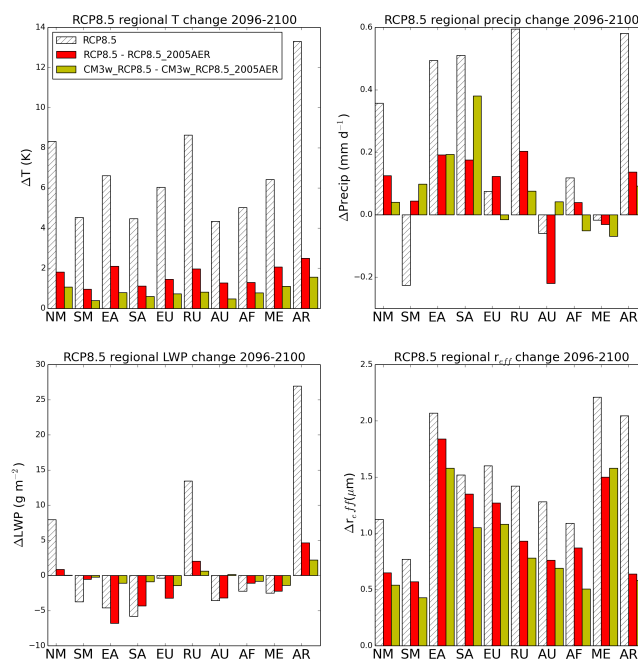 RCP8.5 regional T change 2096-2100
14
12
10
8
6
4
2
0
ΔT (K)
RCP8.5
RCP8.5 - RCP8.5_2005AER
CM3w_RCP8.5 - CM3w_RCP8.5_2005AER
NM SM EA SA EU RU AU AF ME AR
RCP8.5 regional precip change 2096-2100
0.6
0.4
0.2
0.0
−0.2
ΔPrecip (mm d⁻¹)
NM SM EA SA EU RU AU AF ME AR
RCP8.5 regional LWP change 2096-2100
30
25
20
15
10
5
0
−5
−10
ΔLWP (g m⁻²)
NM SM EA SA EU RU AU AF ME AR
RCP8.5 regional r_eff change 2096-2100
2.5
2.0
1.5
1.0
0.5
0.0
Δr_eff(μm)
NM SM EA SA EU RU AU AF ME AR